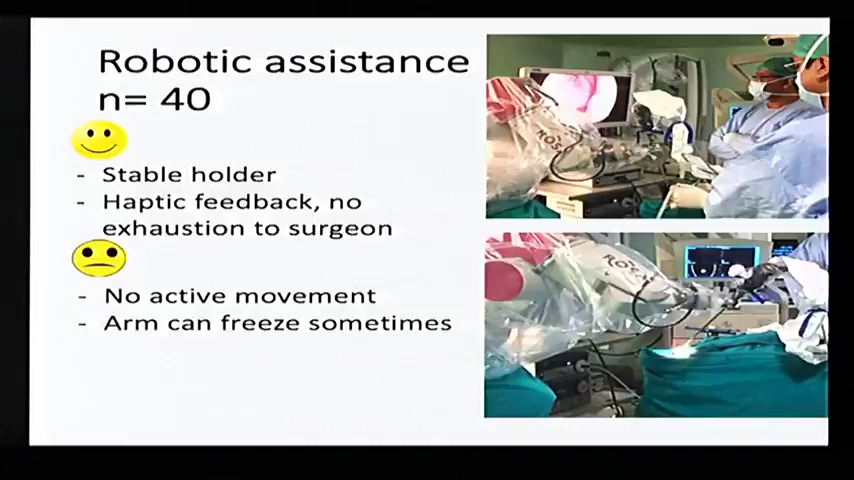 Robotic assistance
n= 40
- Stable holder
- Haptic feedback, no
exhaustion to surgeon
- No active movement
- Arm can freeze sometimes